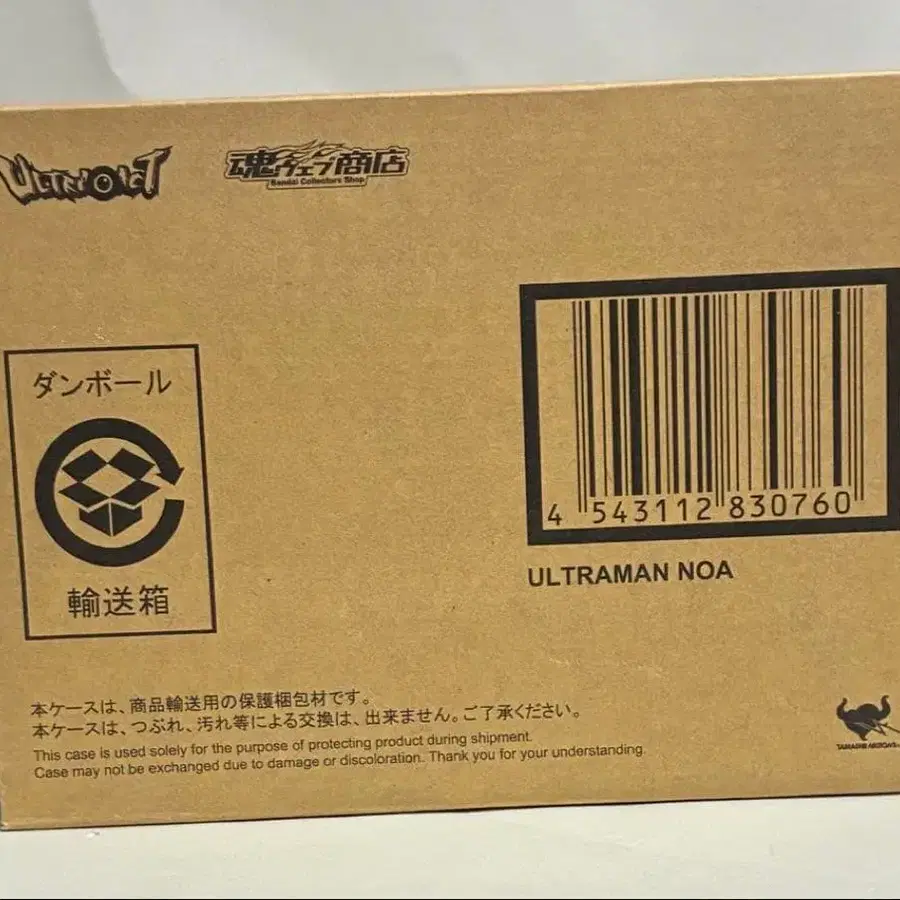 ULTRA-ACT
魂ウェブ商店
Bandai Collectors Shop
ダンボール
輸送箱
4 543112 830760
ULTRAMAN NOA
本ケースは、商品輸送用の保護梱包材です。
本ケースは、つぶれ、汚れ等による交換は、出来ません。ご了承ください。
This case is used solely for the purpose of protecting product during shipment.
Case may not be exchanged due to damage or discoloration. Thank you for your understanding.